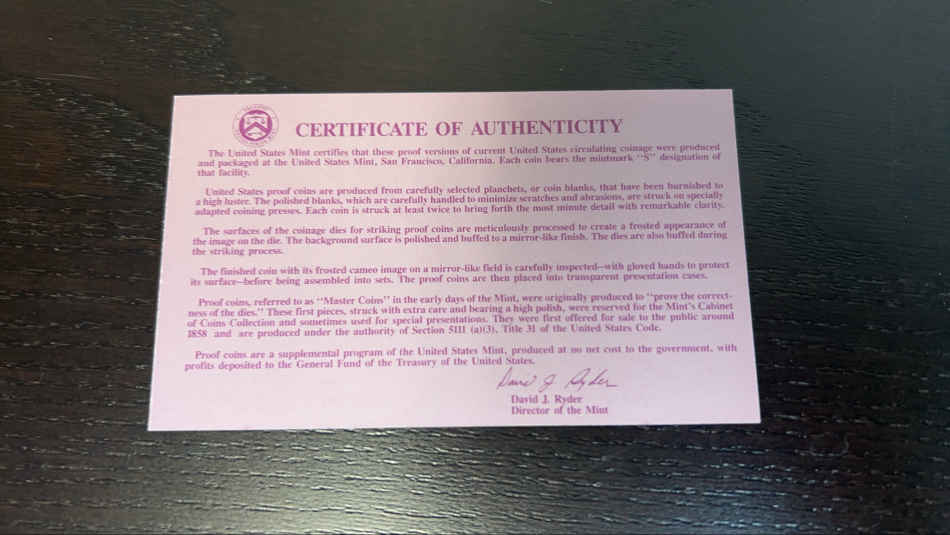 CERTIFICATE OF AUTHENTICITY
The United States Mint certifies that these proof versions of current United States circulating coinage were produced
and packaged at the United States Mint, San Francisco, California. Each coin bears the mintmark "S" designation of
that facility.
United States proof coins are produced from carefully selected planchets, or coin blanks, that have been burnished to
a high luster. The polished blanks, which are carefully handled to minimize scratches and abrasions, are struck on specially
adapted coining presses. Each coin is struck at least twice to bring forth the most minute detail with remarkable clarity.
The surfaces of the coinage dies for striking proof coins are meticulously processed to create a frosted appearance of
the image on the die. The background surface is polished and buffed to a mirror-like finish. The dies are also buffed during
the striking process.
The finished coin with its frosted cameo image on a mirror-like field is carefully inspected—with gloved hands to protect
its surface—before being assembled into sets. The proof coins are then placed into transparent presentation cases.
Proof coins, referred to as "Master Coins" in the early days of the Mint, were originally produced to "prove the correct-
ness of the dies." These first pieces, struck with extra care and bearing a high polish, were reserved for the Mint's Cabinet
of Coins Collection and sometimes used for special presentations. They were first offered for sale to the public around
1858 and are produced under the authority of Section 5111 (a)(3), Title 31 of the United States Code.
Proof coins are a supplemental program of the United States Mint, produced at no net cost to the government, with
profits deposited to the General Fund of the Treasury of the United States.
David J. Ryder
David J. Ryder
Director of the Mint